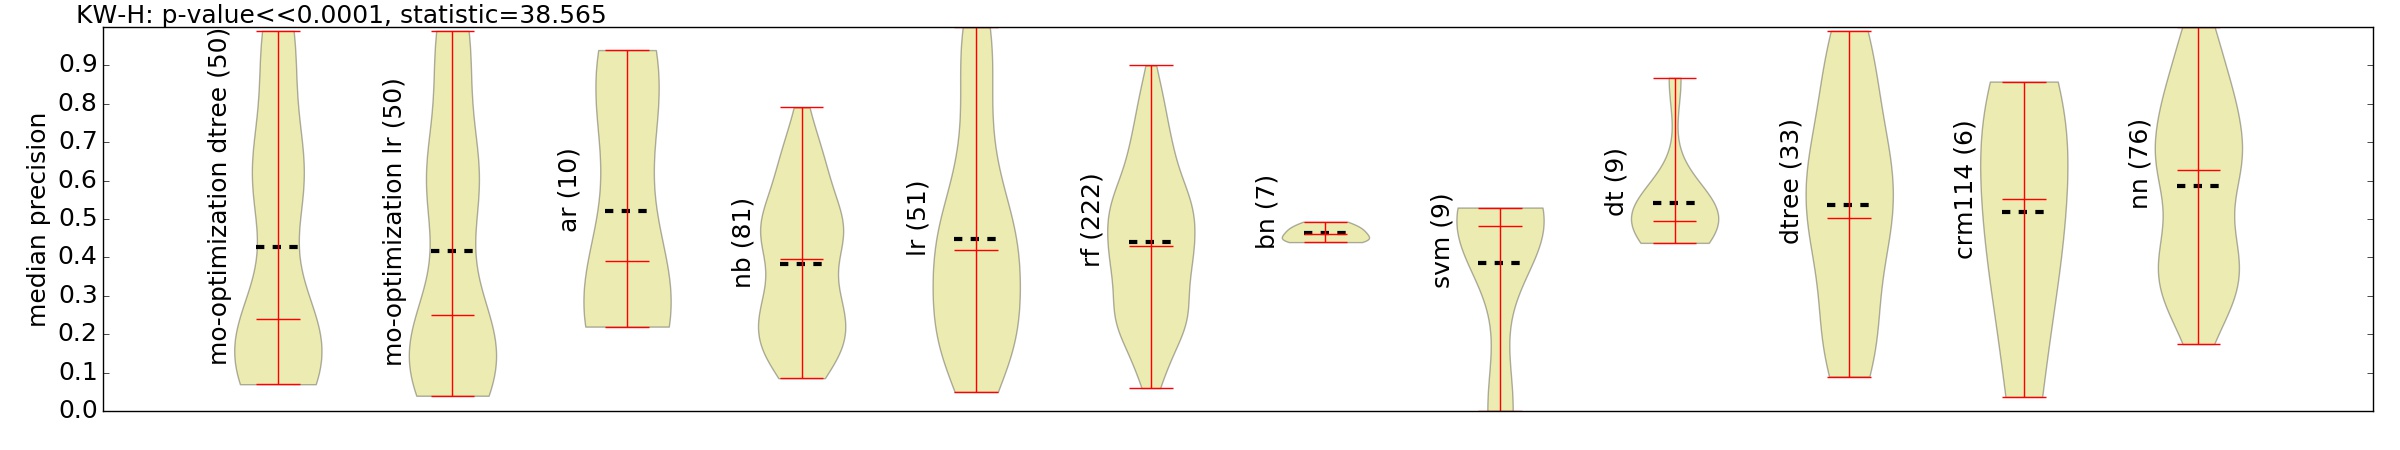 KW-H: p-value<<0.0001, statistic=38.565
median precision
0.9
0.8
0.7
0.6
0.5
0.4
0.3
0.2
0.1
0.0
mo-optimization dtree (50)
mo-optimization lr (50)
ar (10)
nb (81)
lr (51)
rf (222)
bn (7)
svm (9)
dt (9)
dtree (33)
crm114 (6)
nn (76)